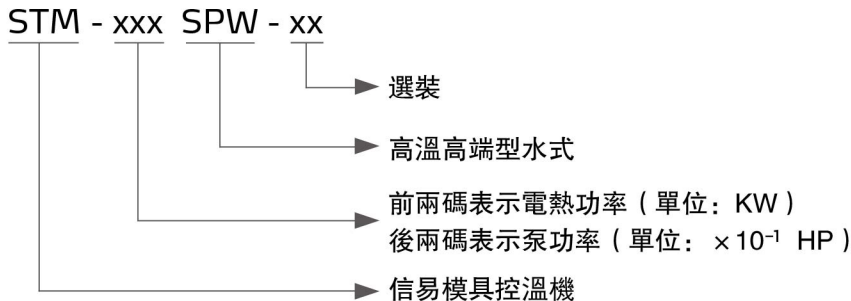 STM - xxx SPW - xx
選裝
高溫高端型水式
前兩碼表示電熱功率（單位：KW）
後兩碼表示泵功率（單位：×10⁻¹ HP）
信易模具控溫機